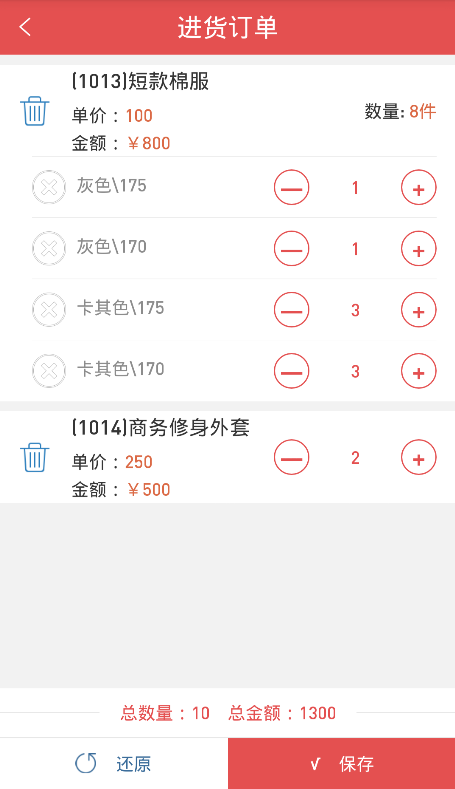 进货订单
(1013)短款棉服
单价：100 数量: 8件
金额：￥800
灰色\175 1
灰色\170 1
卡其色\175 3
卡其色\170 3
(1014)商务修身外套
单价：250 2
金额：￥500
总数量：10 总金额：1300
还原 √ 保存